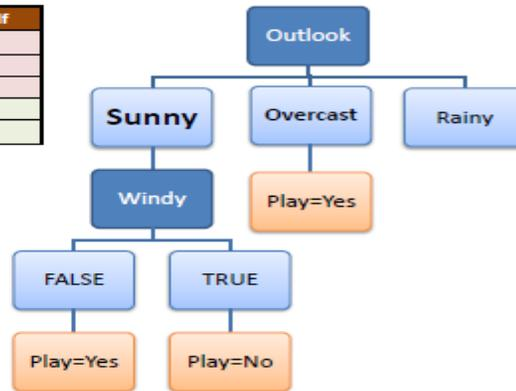 Outlook
Sunny
Overcast
Rainy
Windy
Play=Yes
FALSE
TRUE
Play=Yes
Play=No